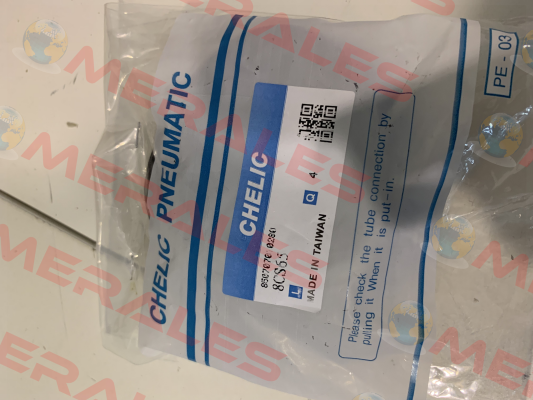 CHELIC PNEUMATIC
CHELIC
8CS65
MADE IN TAIWAN
Q 4
Please check the tube connection by
pulling it When it is put-in.
PE - 03
MERALES
MERALES
MERALES